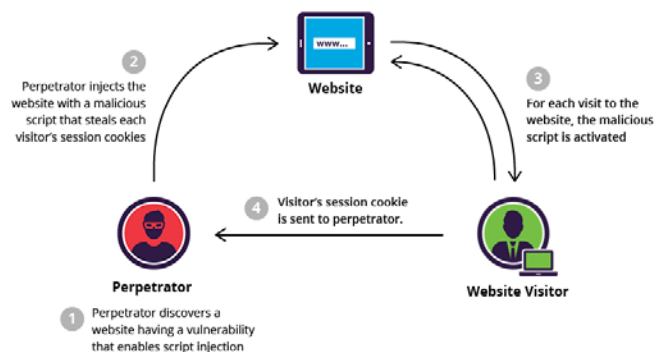 www...
Website
2
Perpetrator injects the
website with a malicious
script that steals each
visitor's session cookies
3
For each visit to the
website, the malicious
script is activated
4
Visitor's session cookie
is sent to perpetrator.
Perpetrator
Website Visitor
1
Perpetrator discovers a
website having a vulnerability
that enables script injection